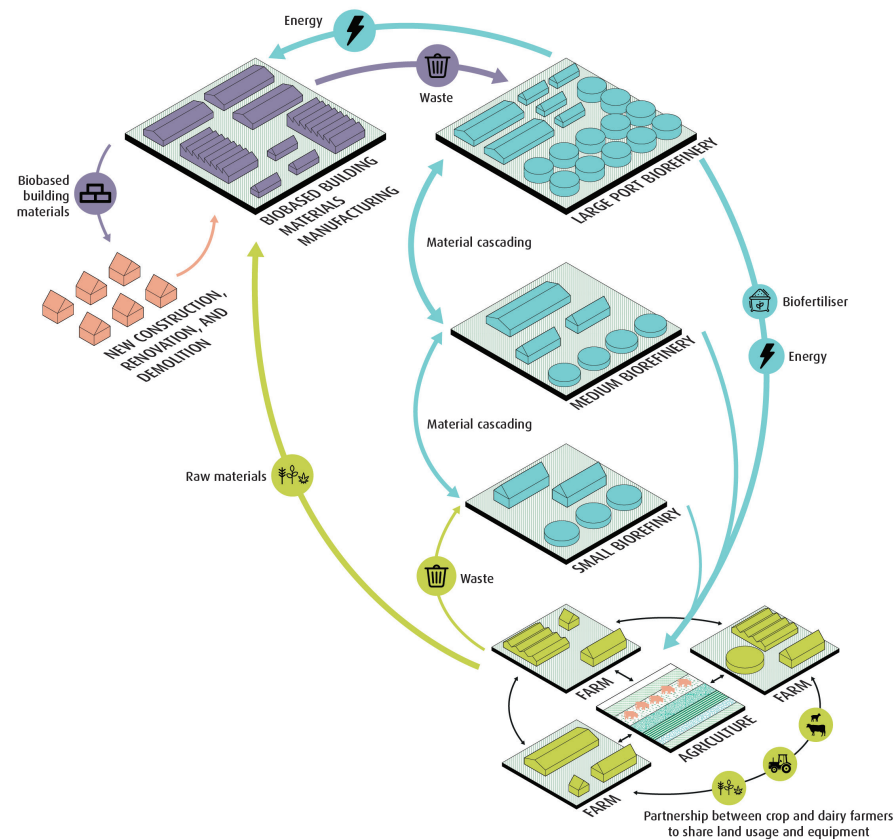 Energy
Waste
BIOBASED BUILDING
MATERIALS
MANUFACTURING
LARGE PORT BIOREFINERY
Biobased
building
materials
NEW CONSTRUCTION,
RENOVATION, AND
DEMOLITION
Material cascading
MEDIUM BIOREFINERY
Biofertiliser
Energy
Material cascading
Raw materials
SMALL BIOREFINRY
Waste
FARM
FARM
AGRICULTURE
FARM
Partnership between crop and dairy farmers
to share land usage and equipment